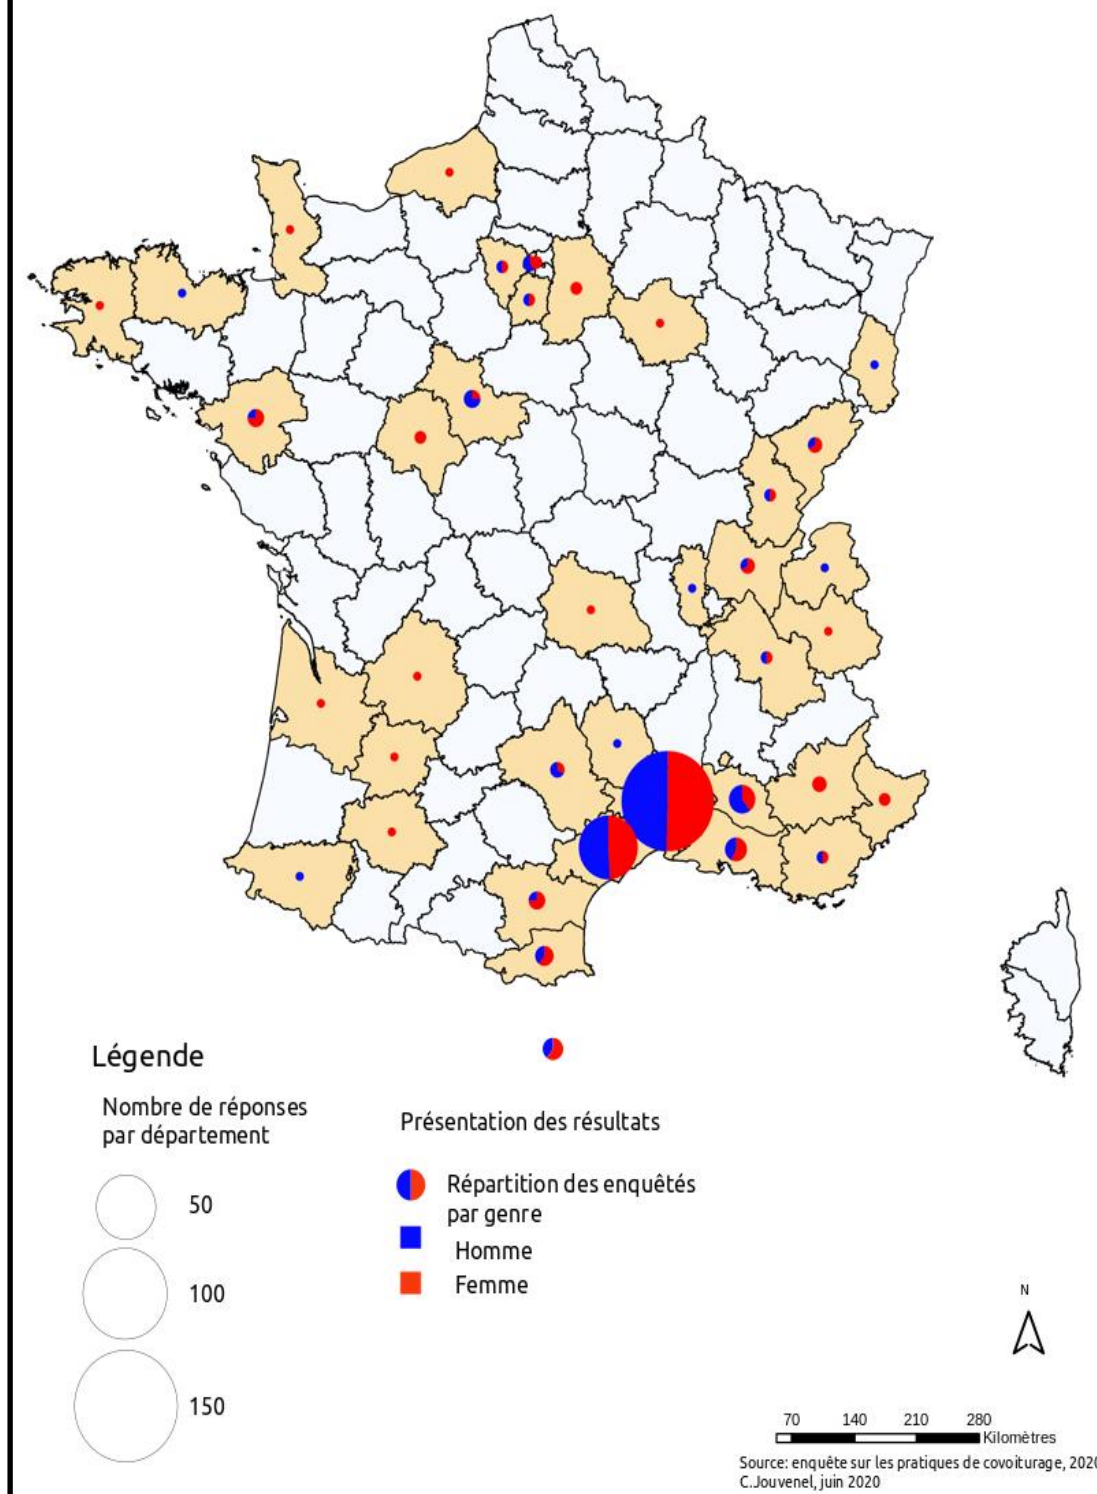 Légende
Nombre de réponses
par département
50
100
150
Présentation des résultats
Répartition des enquêtés
par genre
Homme
Femme
N
70 140 210 280
Kilomètres
Source: enquête sur les pratiques de covoiturage, 2020
C.Jouvenel, juin 2020